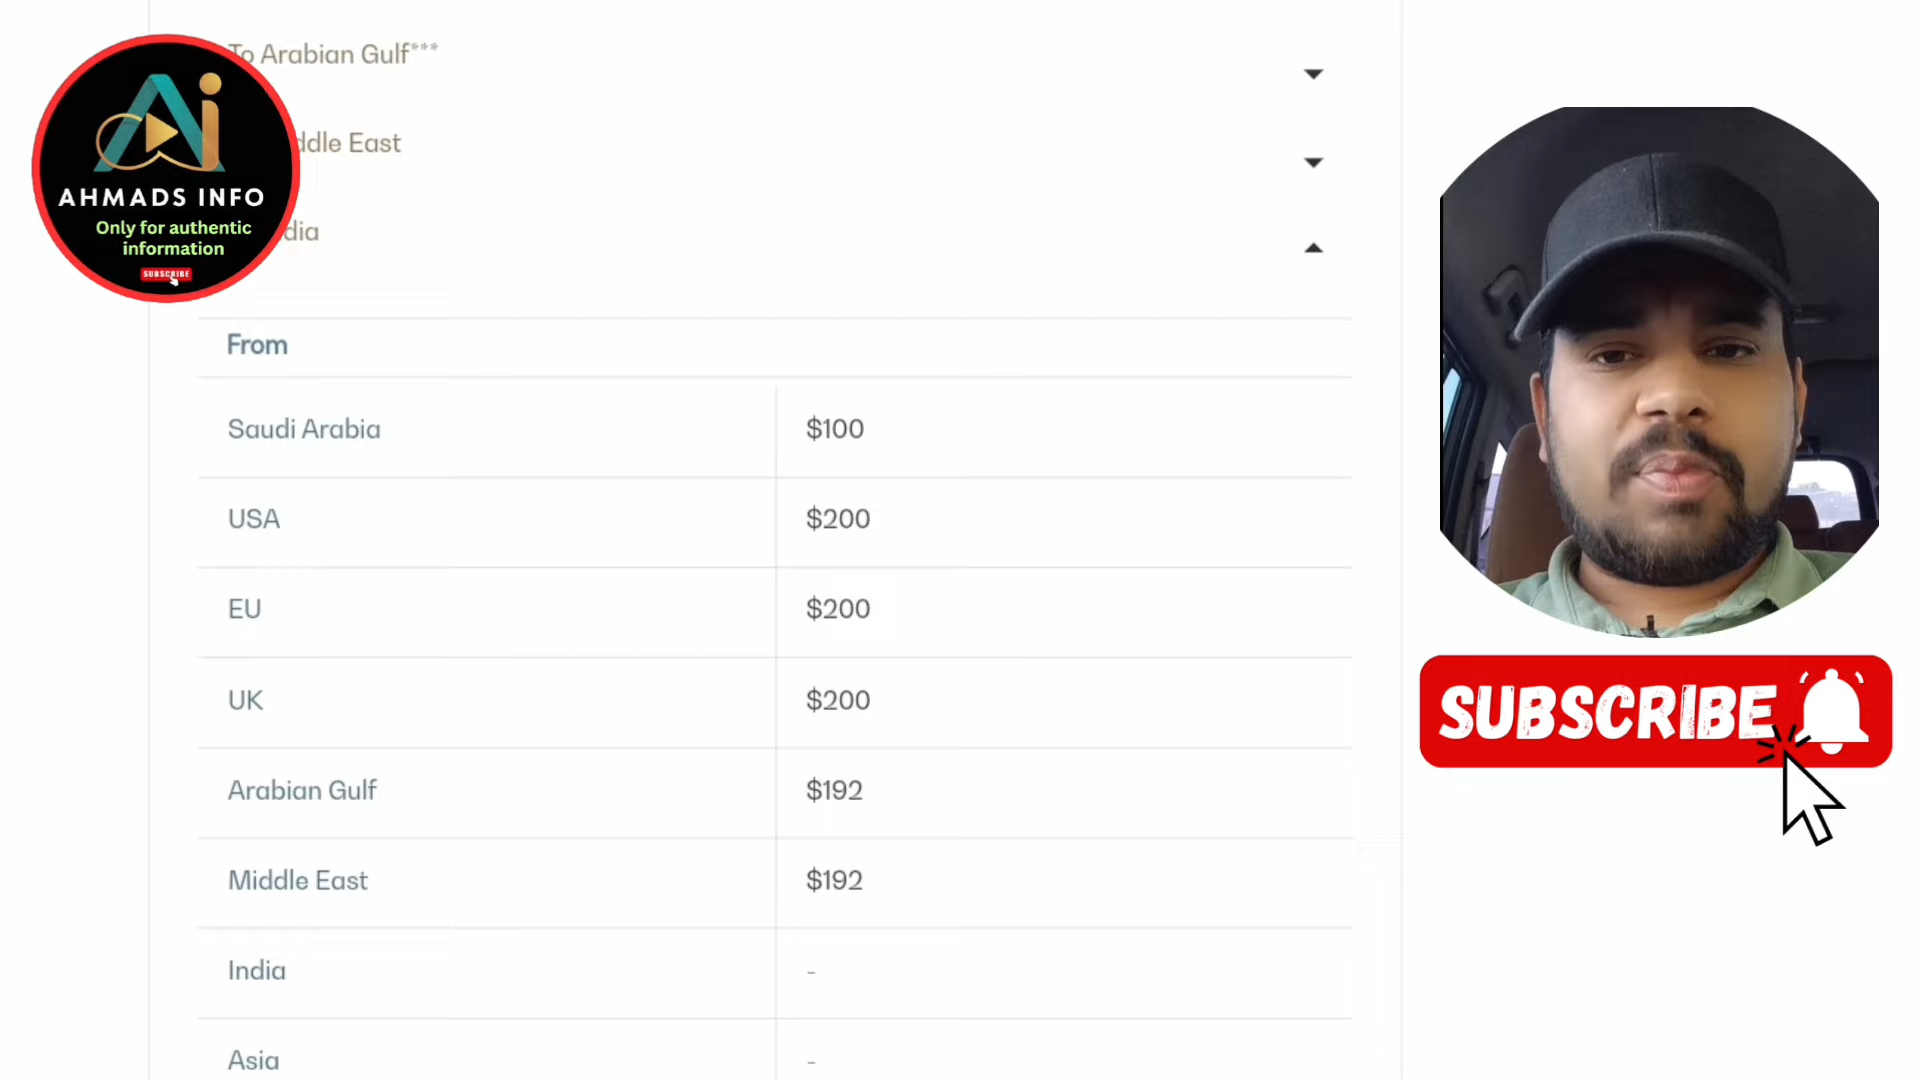 To Arabian Gulf***
ddle East
dia
AHMADS INFO
Only for authentic
information
SUBSCRIBE
From
Saudi Arabia $100
USA $200
EU $200
UK $200
Arabian Gulf $192
Middle East $192
India -
Asia -
SUBSCRIBE